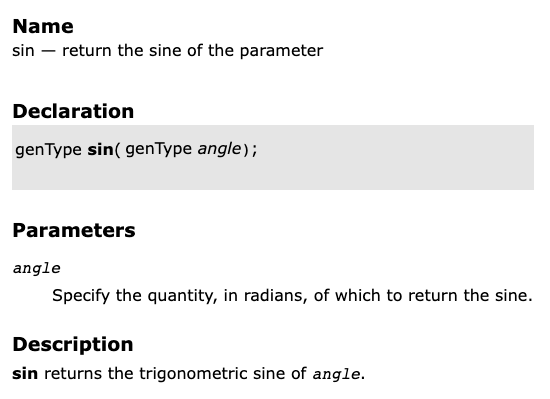 Name
sin — return the sine of the parameter
Declaration
genType sin( genType angle);
Parameters
angle
Specify the quantity, in radians, of which to return the sine.
Description
sin returns the trigonometric sine of angle.